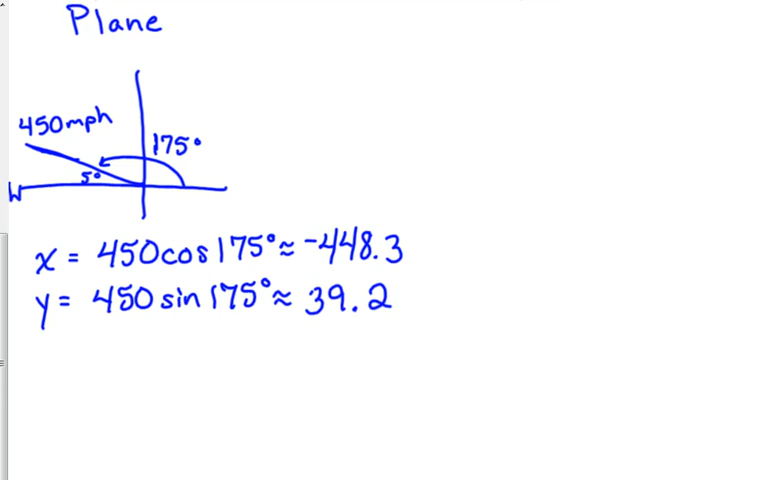 Plane
450mph
175°
5°
W
x = 450cos175° ≈ -448.3
y = 450 sin 175° ≈ 39.2